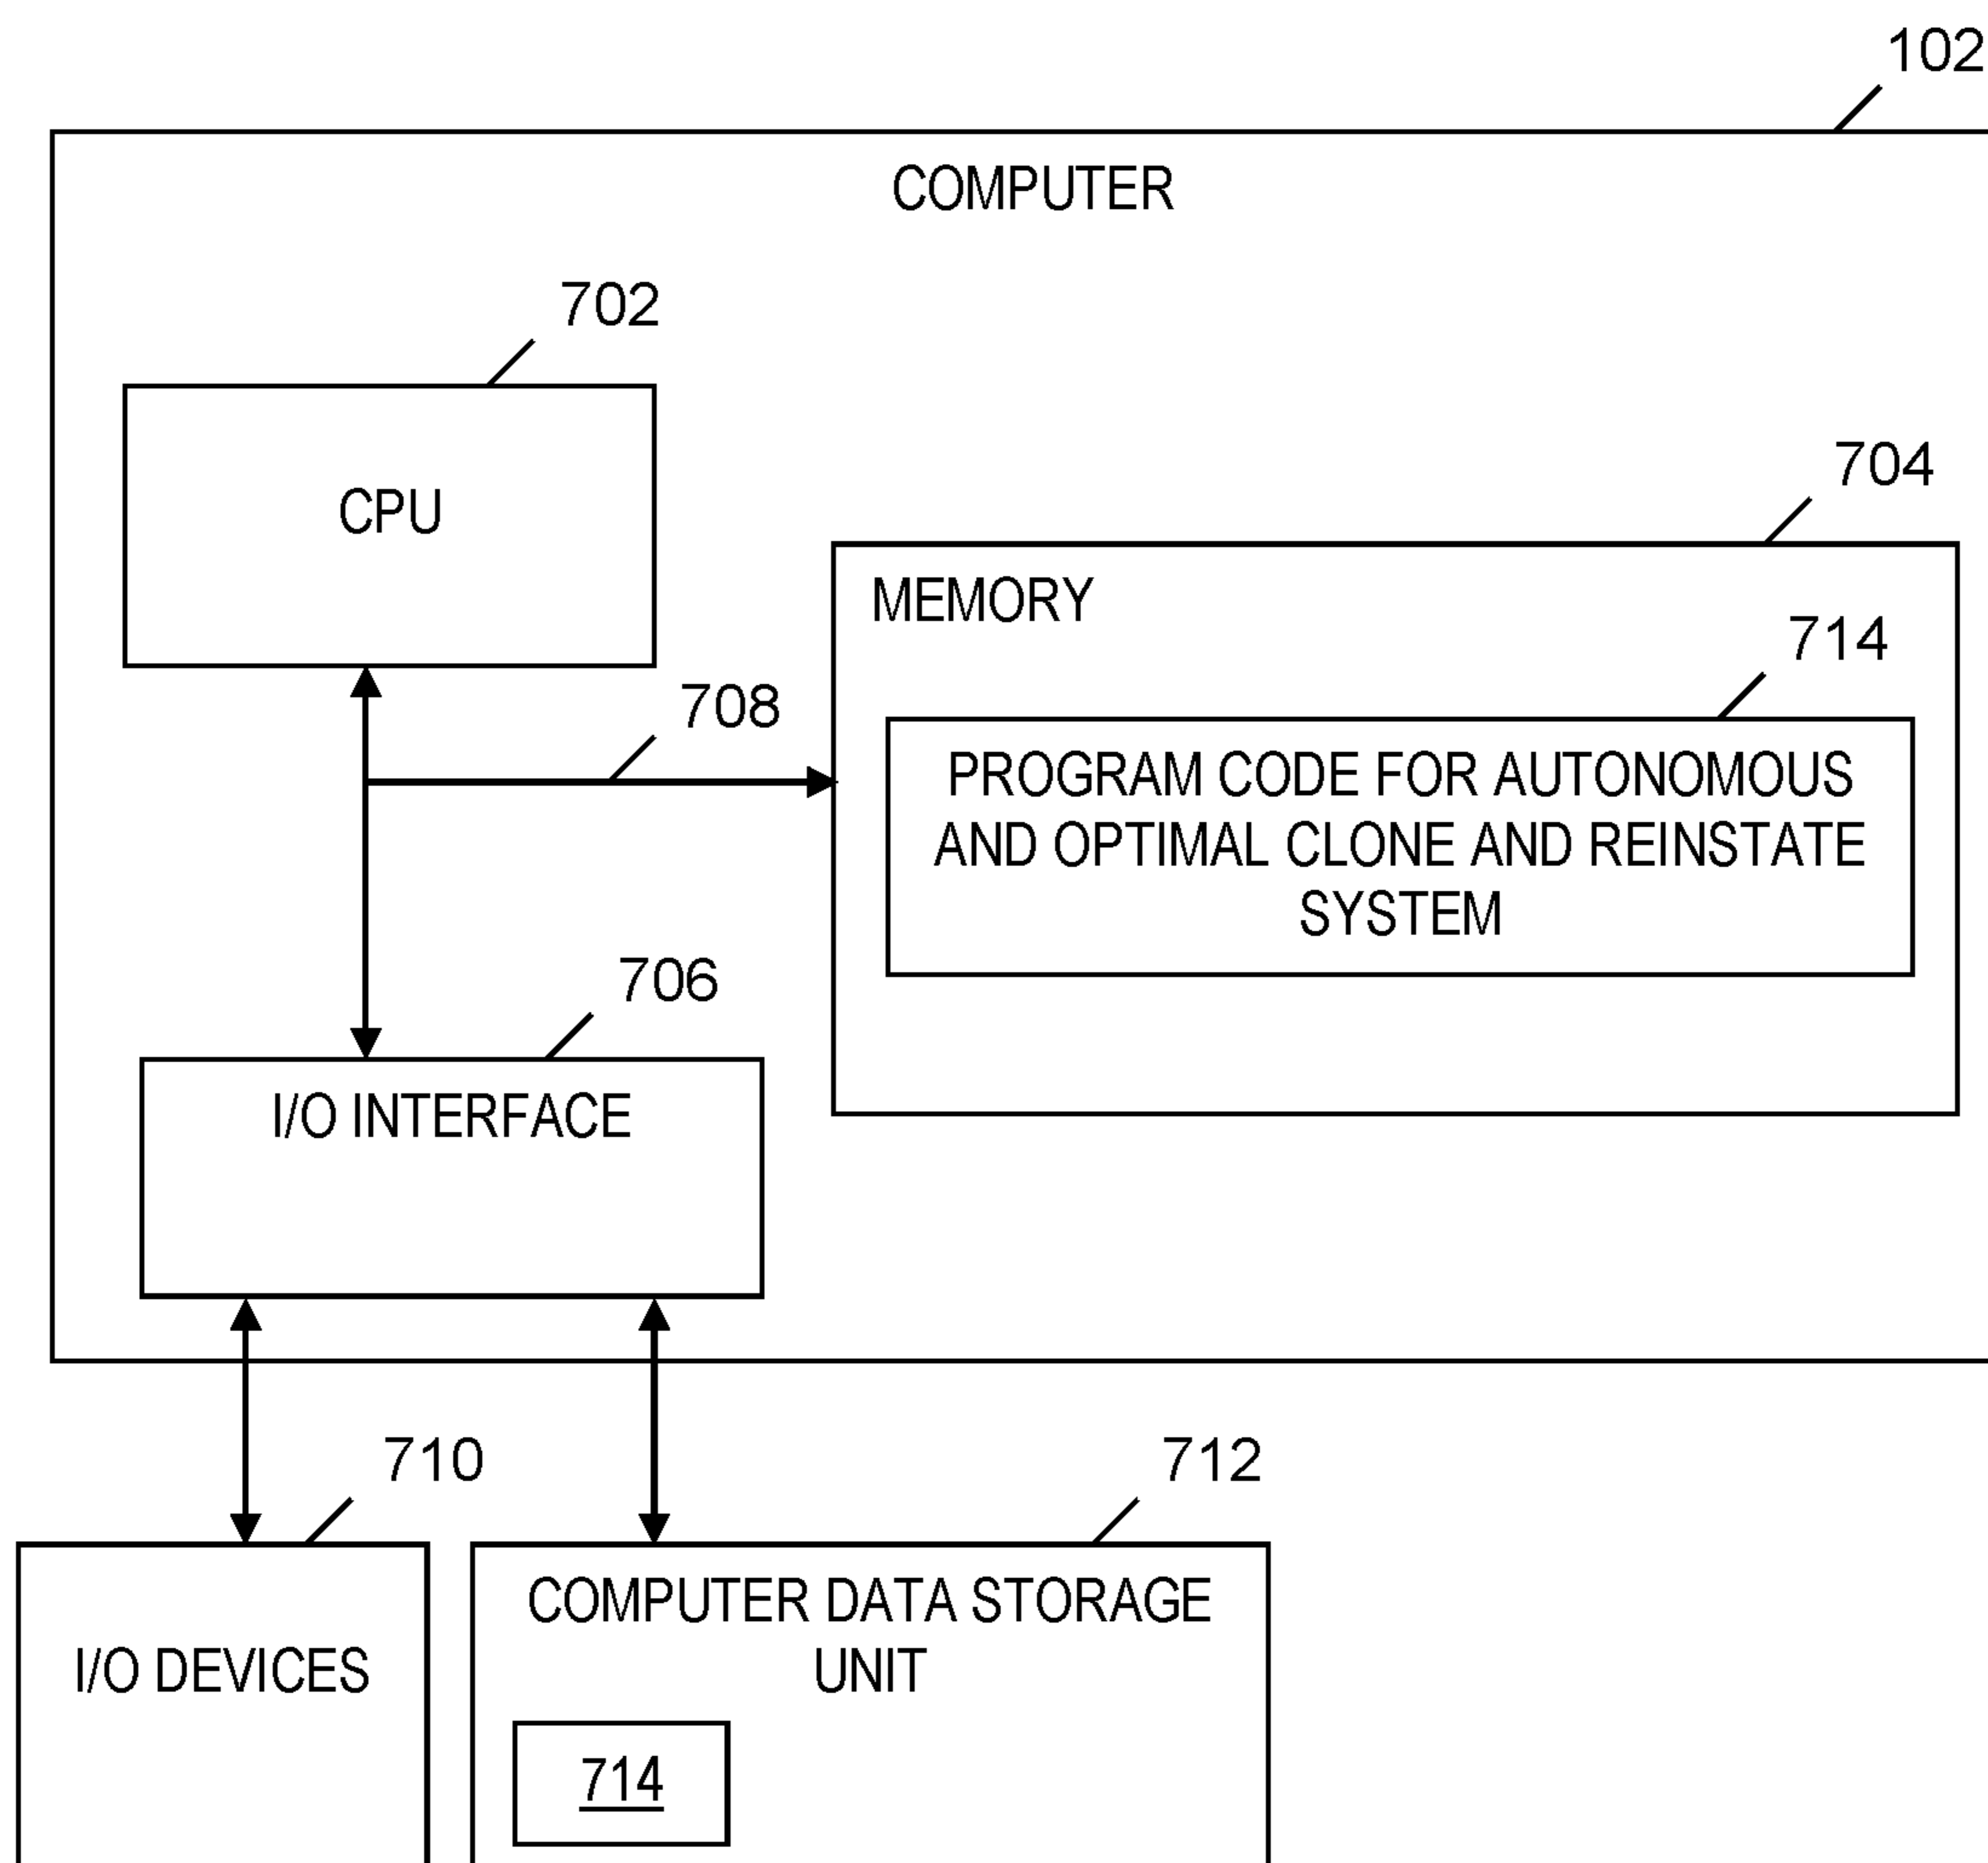 102
COMPUTER
702
CPU
704
MEMORY
714
708
PROGRAM CODE FOR AUTONOMOUS
AND OPTIMAL CLONE AND REINSTATE
SYSTEM
706
I/O INTERFACE
710
712
COMPUTER DATA STORAGE
UNIT
I/O DEVICES
714